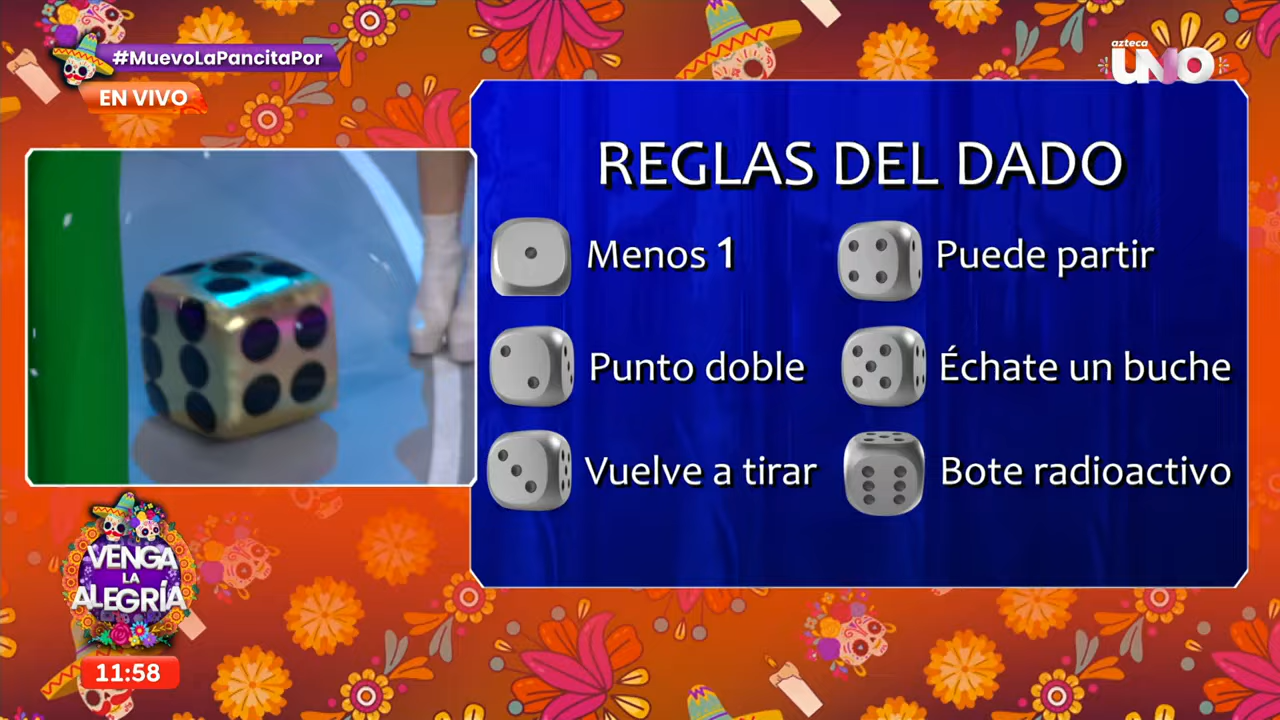 #MuevoLaPancitaPor
EN VIVO
azteca
UNO
REGLAS DEL DADO
Menos 1
Puede partir
Punto doble
Échate un buche
Vuelve a tirar
Bote radioactivo
VENGA
LA
ALEGRÍA
11:58